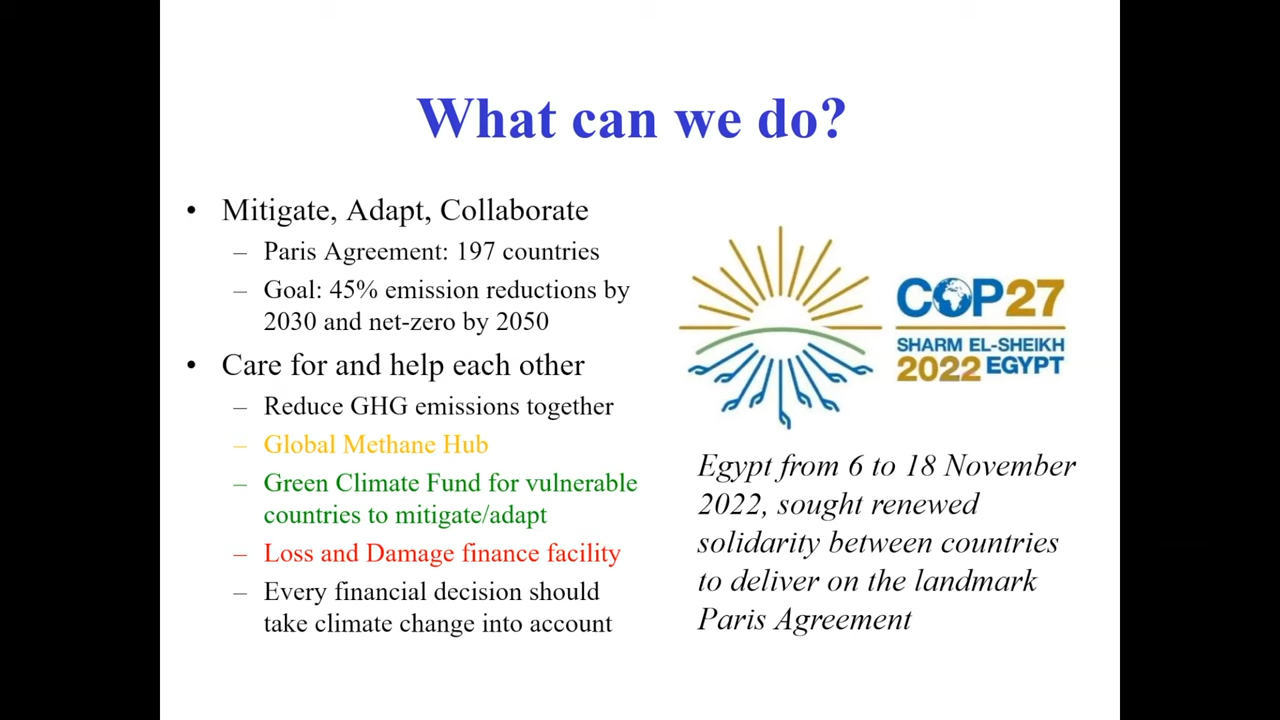 What can we do?
• Mitigate, Adapt, Collaborate
– Paris Agreement: 197 countries
– Goal: 45% emission reductions by
2030 and net-zero by 2050
• Care for and help each other
– Reduce GHG emissions together
– Global Methane Hub
– Green Climate Fund for vulnerable
countries to mitigate/adapt
– Loss and Damage finance facility
– Every financial decision should
take climate change into account
COP27
SHARM EL-SHEIKH
2022 EGYPT
Egypt from 6 to 18 November
2022, sought renewed
solidarity between countries
to deliver on the landmark
Paris Agreement